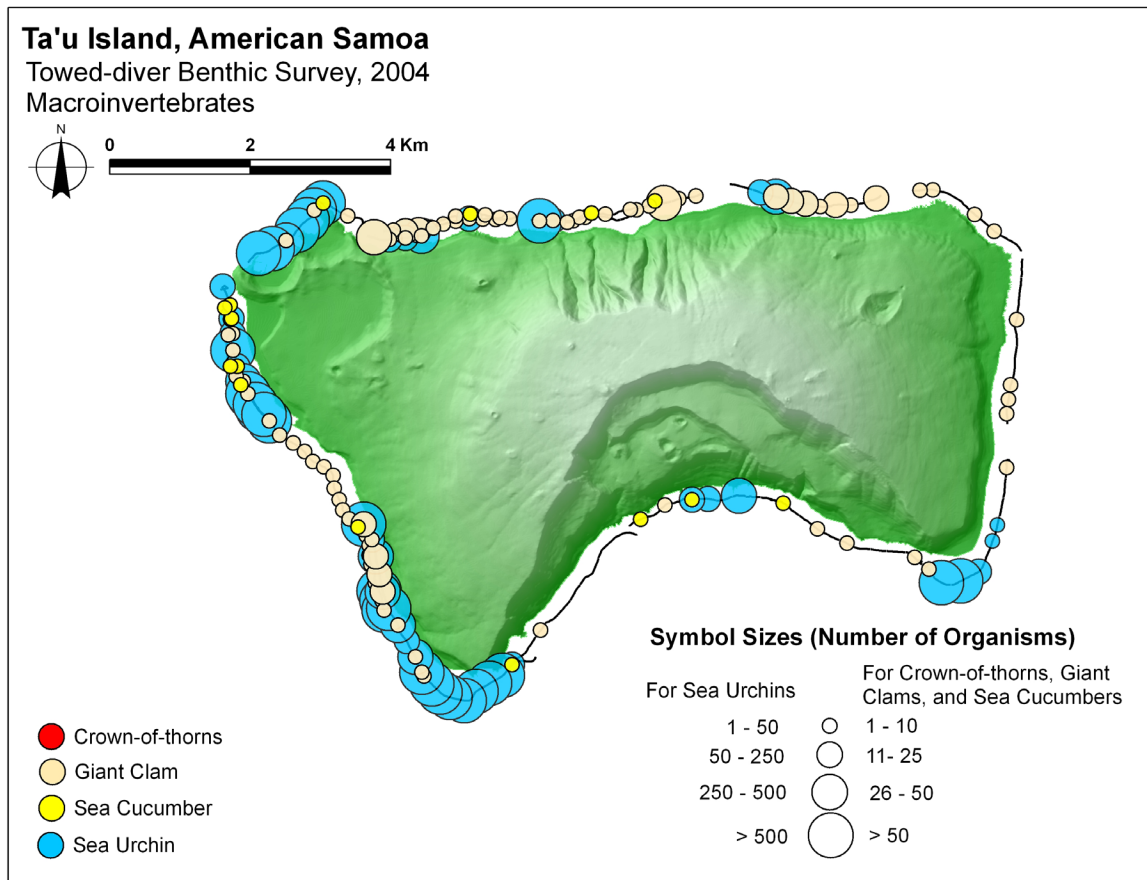 Ta'u Island, American Samoa
Towed-diver Benthic Survey, 2004
Macroinvertebrates
N
0 2 4 Km
Symbol Sizes (Number of Organisms)
For Sea Urchins
For Crown-of-thorns, Giant
Clams, and Sea Cucumbers
1 - 50 1 - 10
50 - 250 11- 25
250 - 500 26 - 50
> 500 > 50
Crown-of-thorns
Giant Clam
Sea Cucumber
Sea Urchin